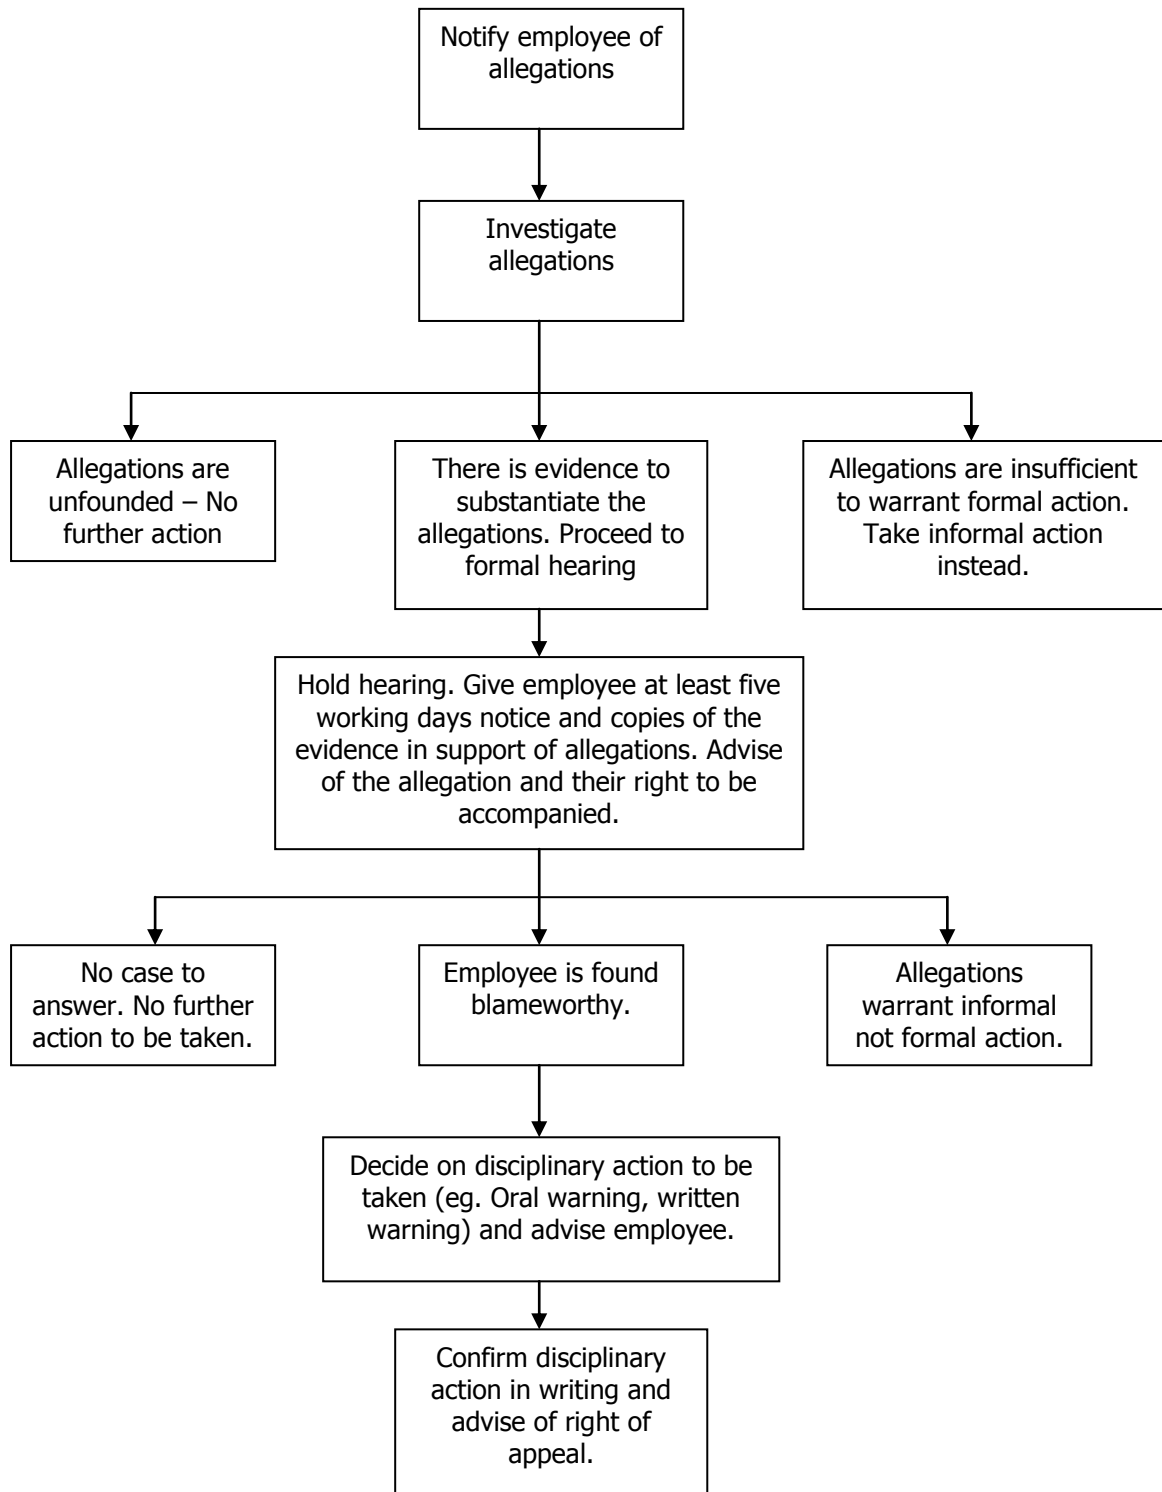 Notify employee of
allegations
Investigate
allegations
Allegations are
unfounded – No
further action
There is evidence to
substantiate the
allegations. Proceed to
formal hearing
Allegations are insufficient
to warrant formal action.
Take informal action
instead.
Hold hearing. Give employee at least five
working days notice and copies of the
evidence in support of allegations. Advise
of the allegation and their right to be
accompanied.
No case to
answer. No further
action to be taken.
Employee is found
blameworthy.
Allegations
warrant informal
not formal action.
Decide on disciplinary action to be
taken (eg. Oral warning, written
warning) and advise employee.
Confirm disciplinary
action in writing and
advise of right of
appeal.